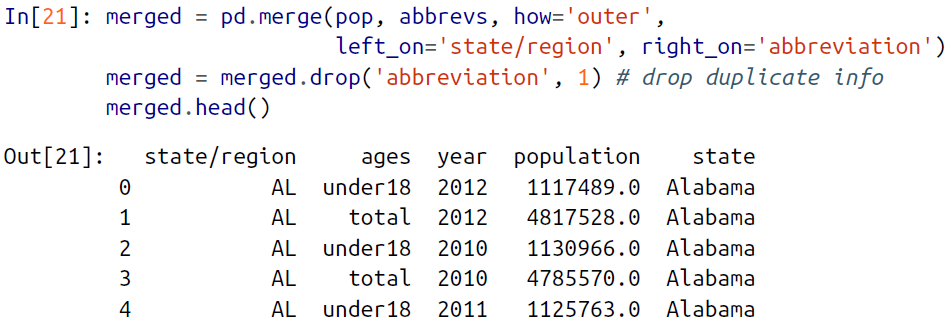 In[21]: merged = pd.merge(pop, abbrevs, how='outer',
left_on='state/region', right_on='abbreviation')
merged = merged.drop('abbreviation', 1) # drop duplicate info
merged.head()
Out[21]: state/region ages year population state
0 AL under18 2012 1117489.0 Alabama
1 AL total 2012 4817528.0 Alabama
2 AL under18 2010 1130966.0 Alabama
3 AL total 2010 4785570.0 Alabama
4 AL under18 2011 1125763.0 Alabama